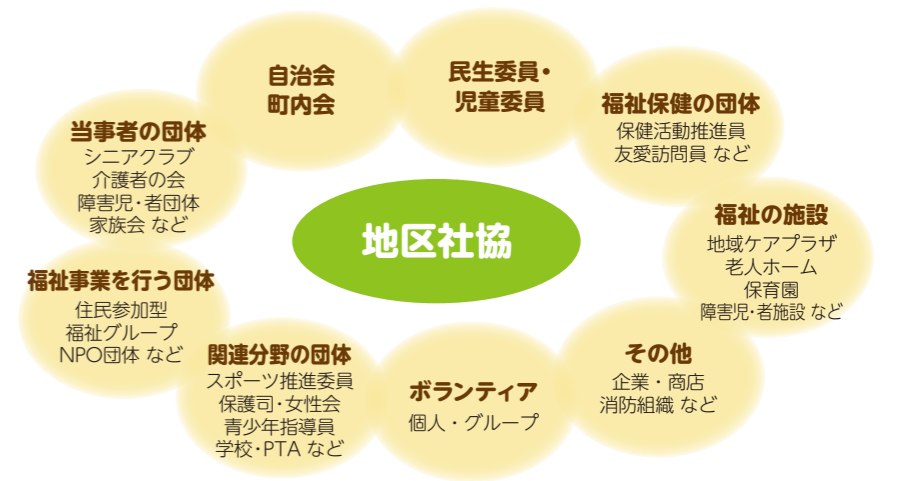 自治会
町内会
民生委員・
児童委員
福祉保健の団体
保健活動推進員
友愛訪問員 など
当事者の団体
シニアクラブ
介護者の会
障害児・者団体
家族会 など
地区社協
福祉の施設
地域ケアプラザ
老人ホーム
保育園
障害児・者施設 など
福祉事業を行う団体
住民参加型
福祉グループ
NPO団体 など
関連分野の団体
スポーツ推進委員
保護司・女性会
青少年指導員
学校・PTA など
ボランティア
個人・グループ
その他
企業・商店
消防組織 など